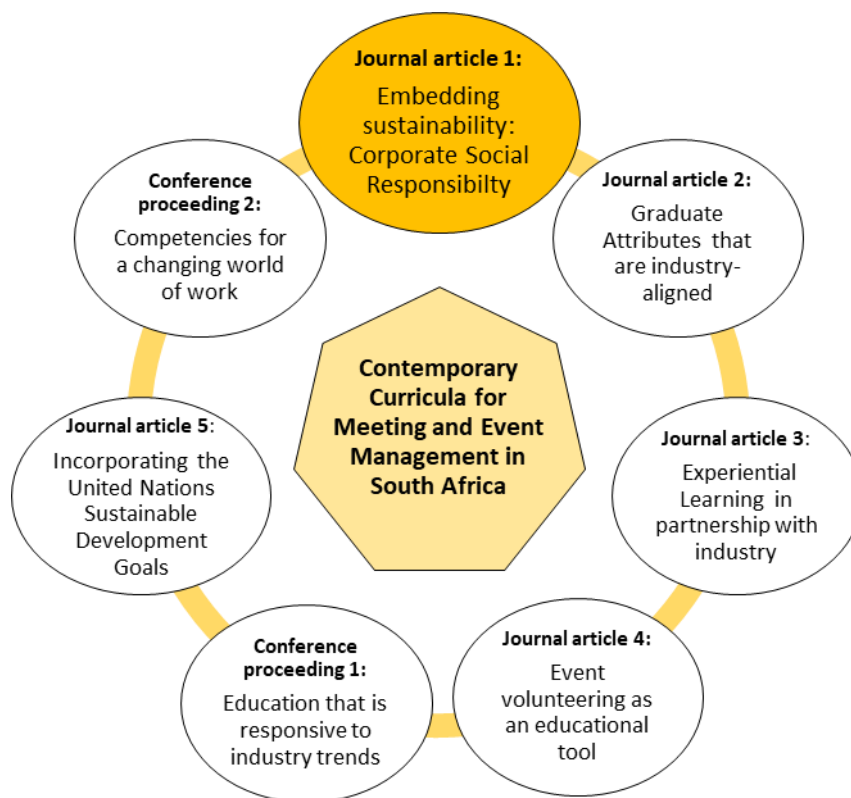 Journal article 1:
Embedding
sustainability:
Corporate Social
Responsibilty
Journal article 2:
Graduate
Attributes that
are industry-
aligned
Journal article 3:
Experiential
Learning in
partnership with
industry
Journal article 4:
Event
volunteering as
an educational
tool
Conference
proceeding 1:
Education that is
responsive to
industry trends
Journal article 5:
Incorporating the
United Nations
Sustainable
Development
Goals
Conference
proceeding 2:
Competencies for
a changing world
of work
Contemporary
Curricula for
Meeting and Event
Management in
South Africa